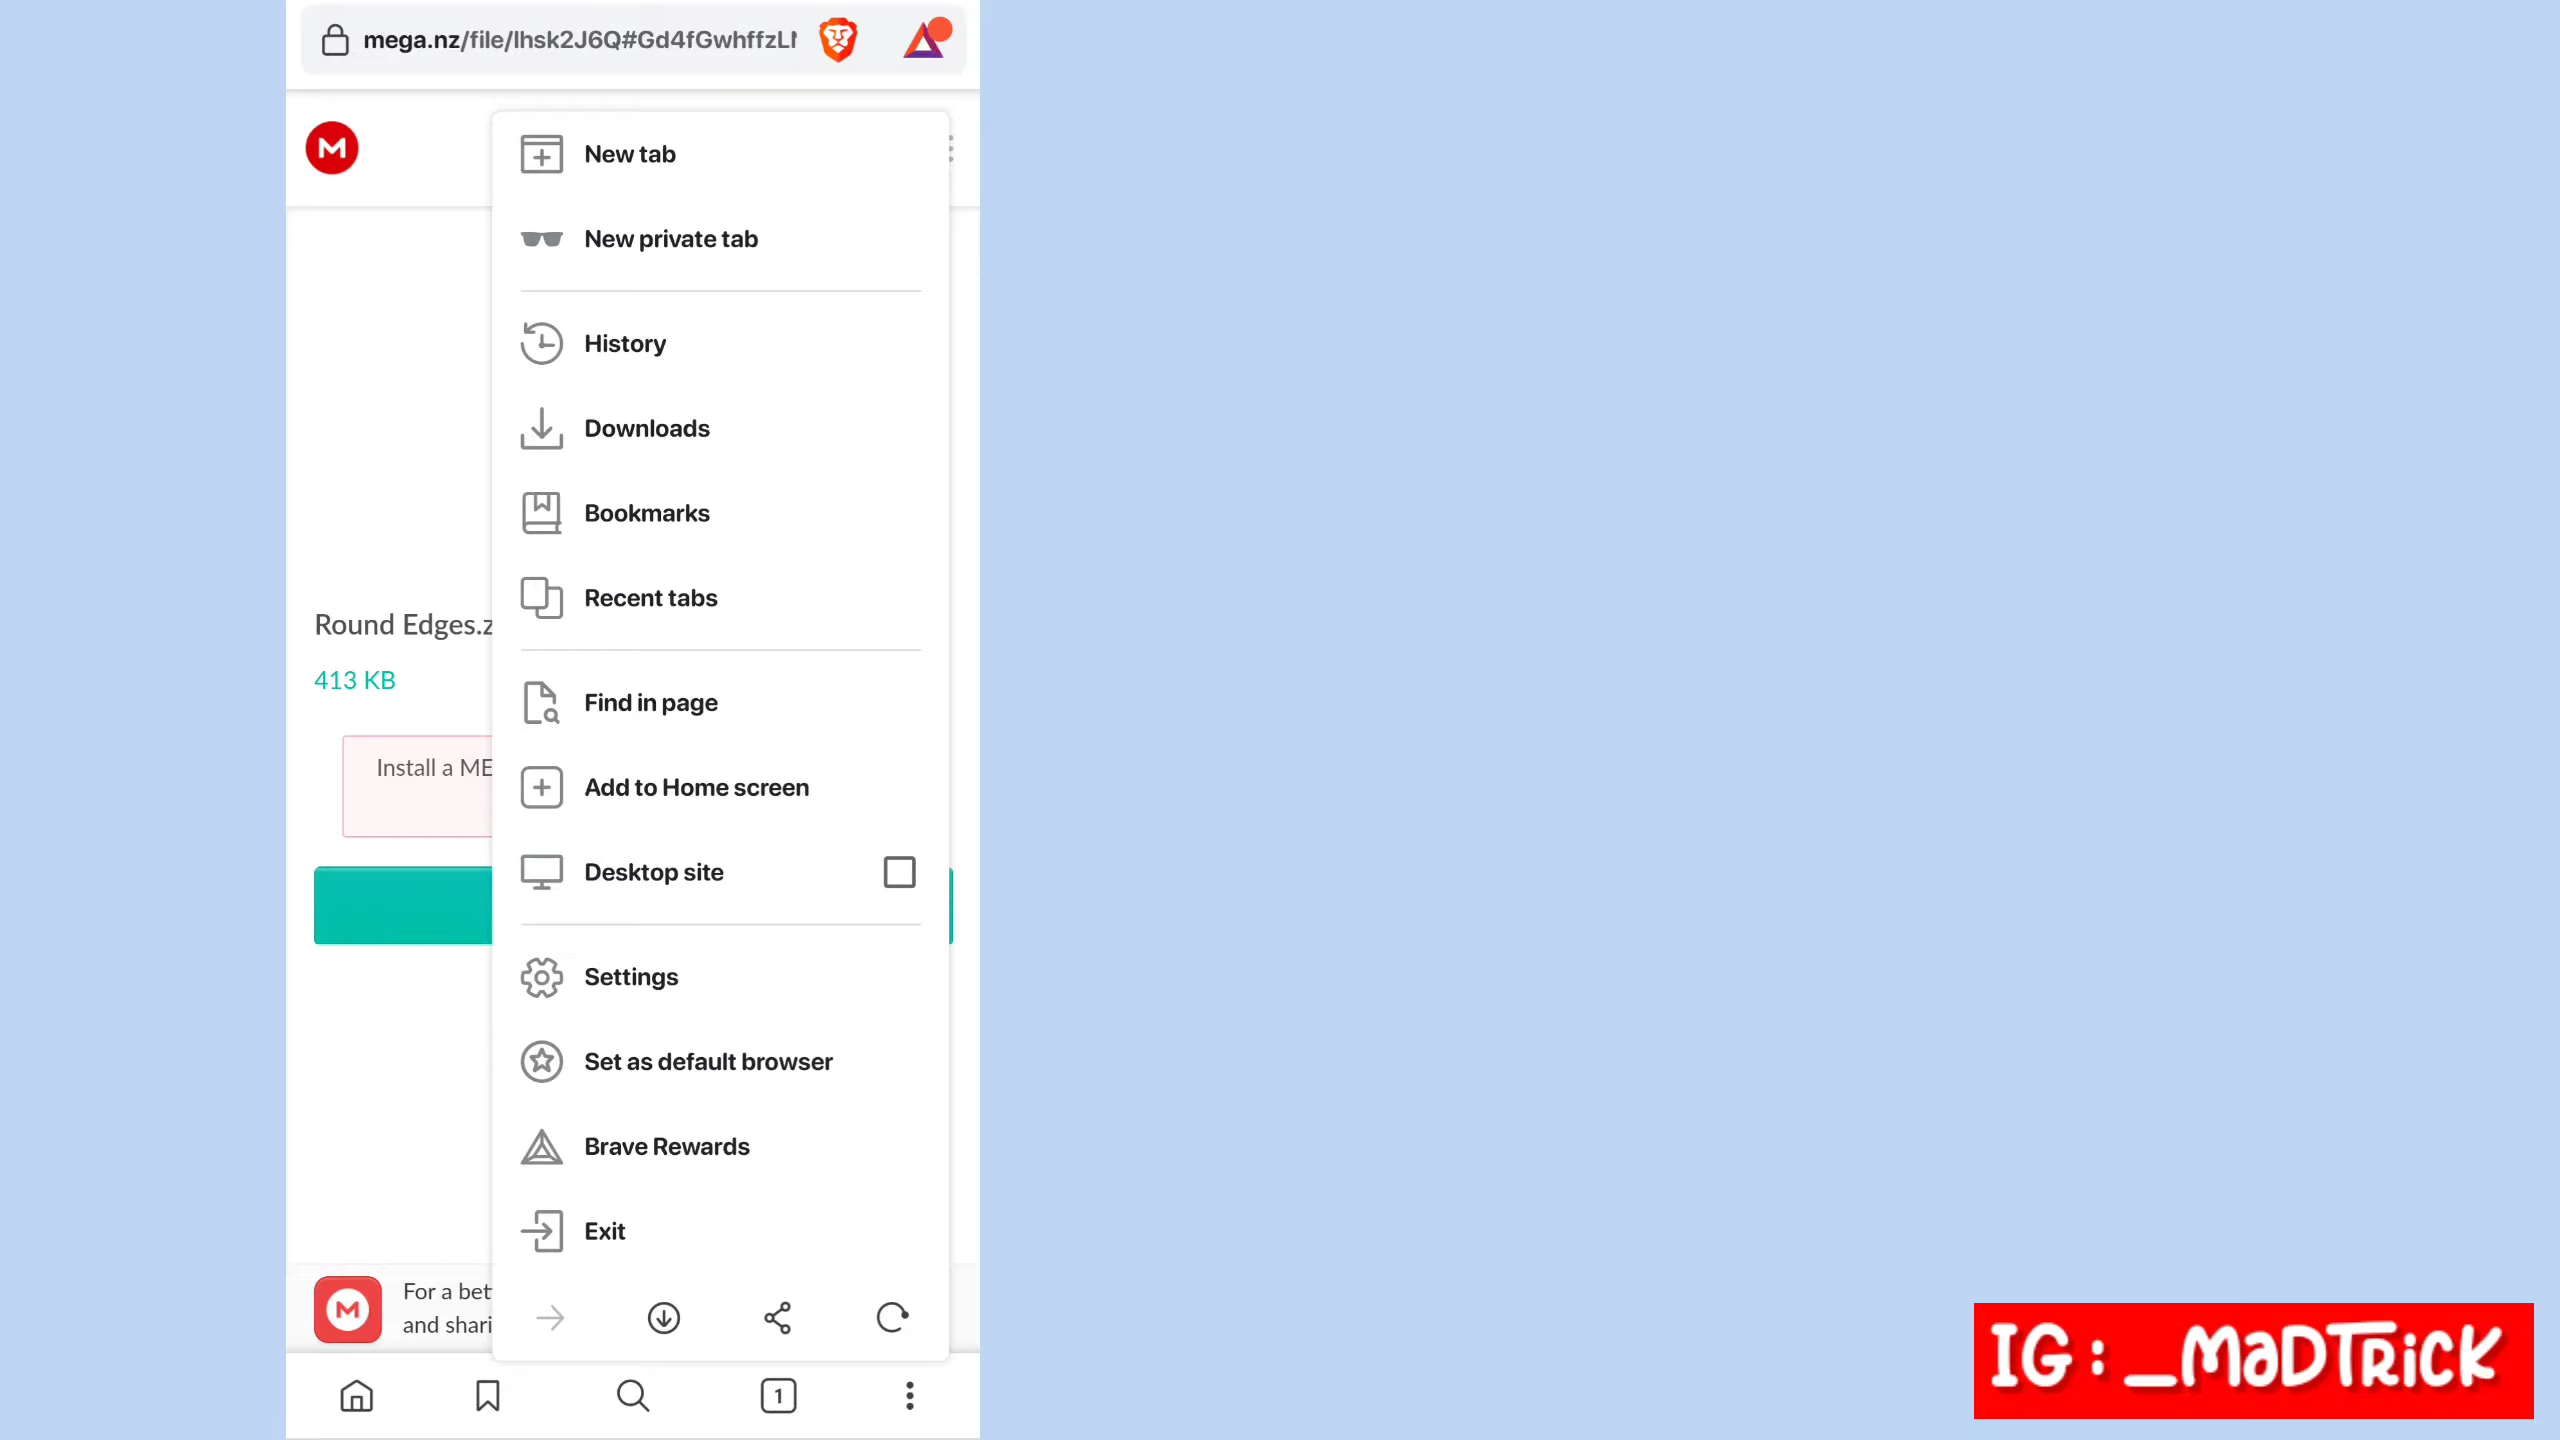 mega.nz/file/lhsk2J6Q#Gd4fGwhffzL
New tab
New private tab
History
Downloads
Bookmarks
Recent tabs
Round Edges.z
413 KB
Find in page
Install a ME
Add to Home screen
Desktop site
Settings
Set as default browser
Brave Rewards
Exit
For a bet
and shari
1
IG : _MaDTRicK